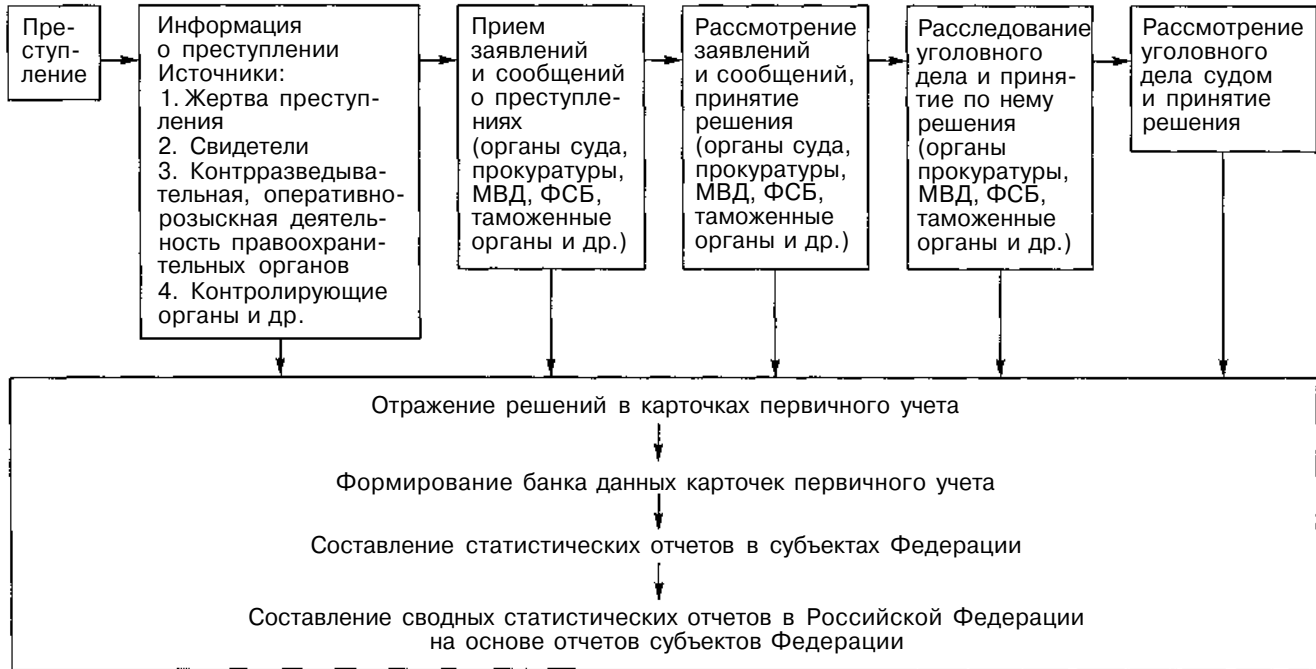 Пре-
ступ-
ление
Информация
о преступлении
Источники:
1. Жертва преступ-
ления
2. Свидетели
3. Контрразведыва-
тельная, оперативно-
розыскная деятель-
ность правоохрани-
тельных органов
4. Контролирующие
органы и др.
Прием
заявлений
и сообщений
о преступле-
ниях
(органы суда,
прокуратуры,
МВД, ФСБ,
таможенные
органы и др.)
Рассмотрение
заявлений
и сообщений,
принятие
решения
(органы суда,
прокуратуры,
МВД, ФСБ,
таможенные
органы и др.)
Расследование
уголовного
дела и приня-
тие по нему
решения
(органы
прокуратуры,
МВД, ФСБ,
таможенные
органы и др.)
Рассмотрение
уголовного
дела судом
и принятие
решения
Отражение решений в карточках первичного учета
Формирование банка данных карточек первичного учета
Составление статистических отчетов в субъектах Федерации
Составление сводных статистических отчетов в Российской Федерации
на основе отчетов субъектов Федерации